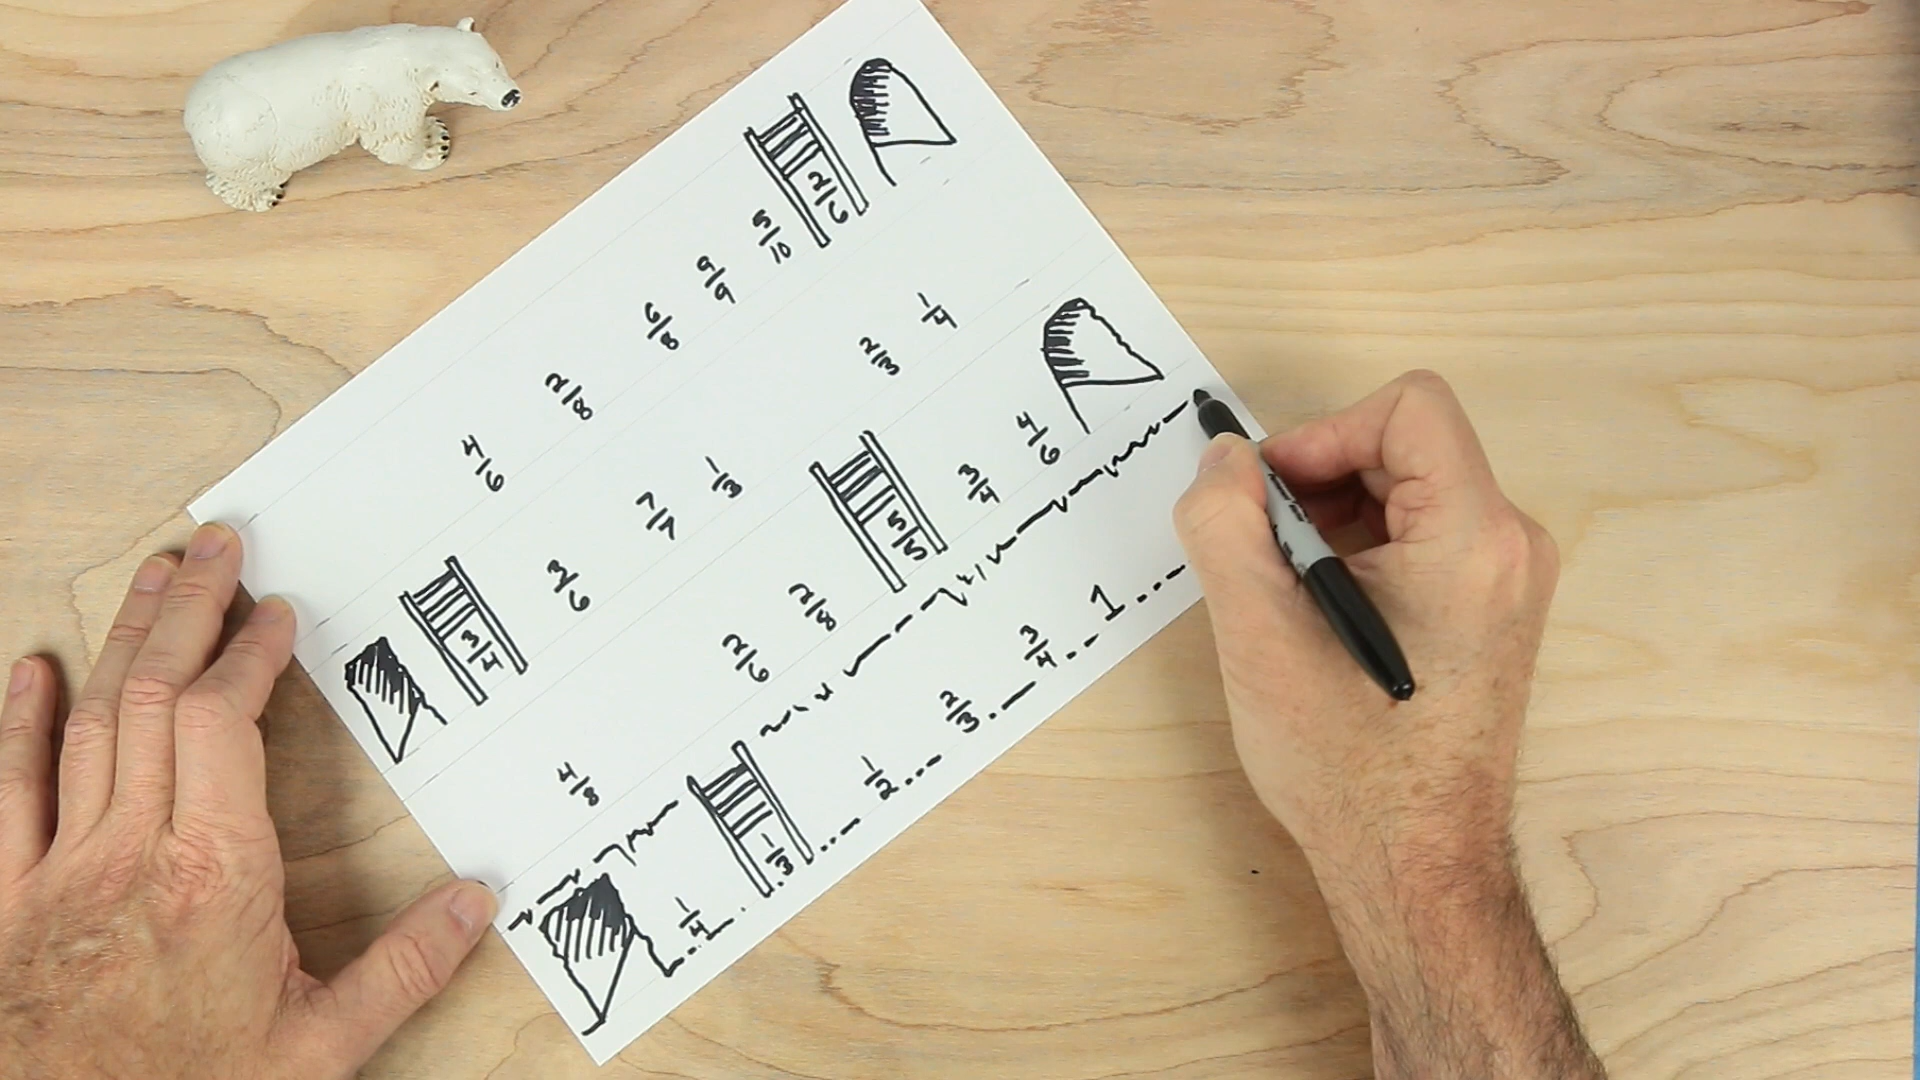 4/6 2/8 6/8 9/9 5/10 2/6
3/4 3/6 7/7 1/3 2/3 1/4
4/8 2/6 2/8 5/5 3/4 4/6
1/4 1/3 1/2 2/3 3/4 1